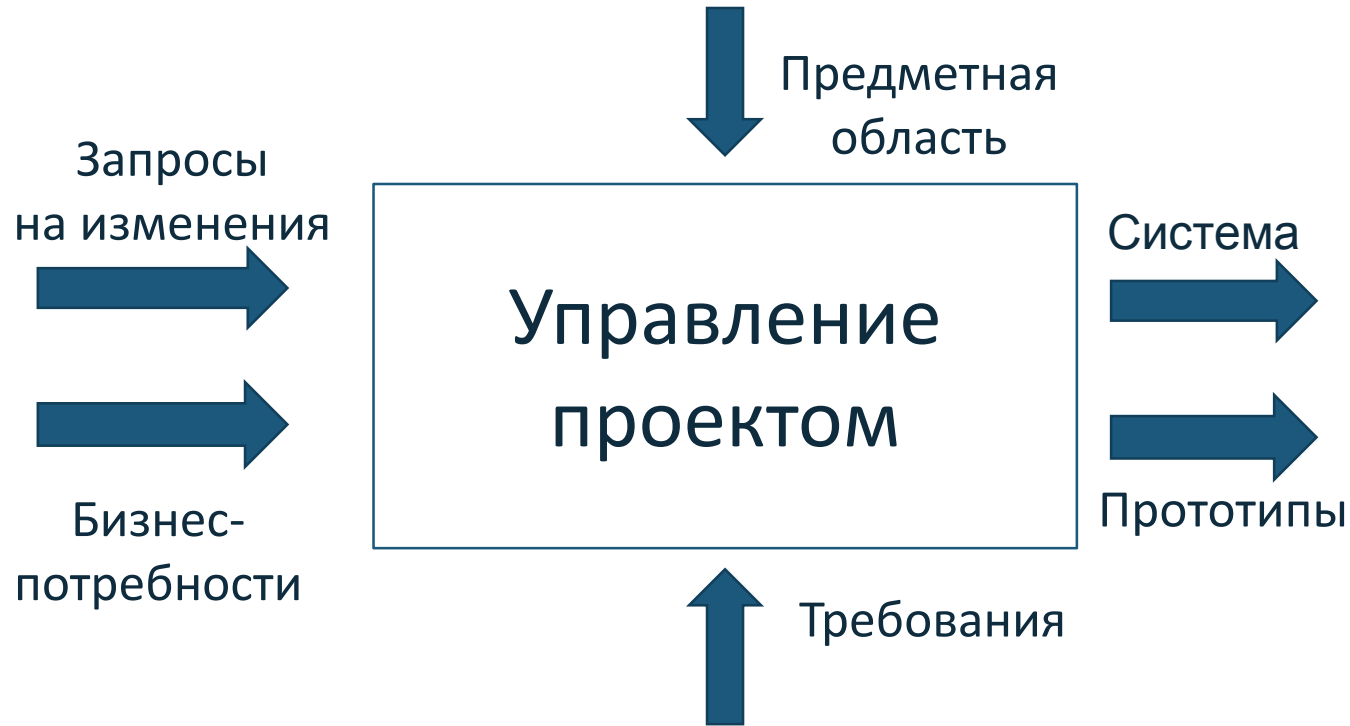 Предметная
область
Запросы
на изменения
Система
Управление
проектом
Бизнес-
потребности
Прототипы
Требования